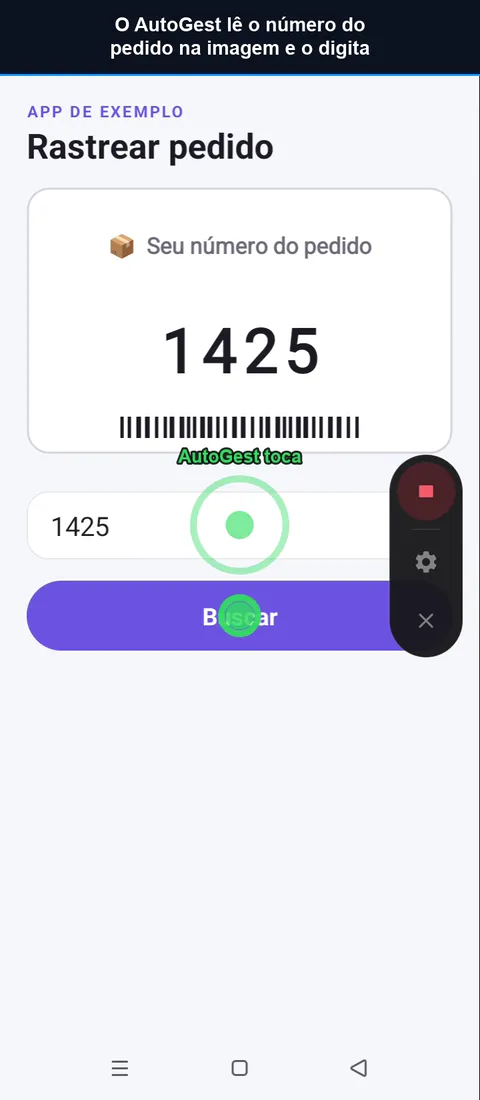 O AutoGest lê o número do
pedido na imagem e o digita
APP DE EXEMPLO
Rastrear pedido
Seu número do pedido
1425
AutoGest toca
1425
Buscar